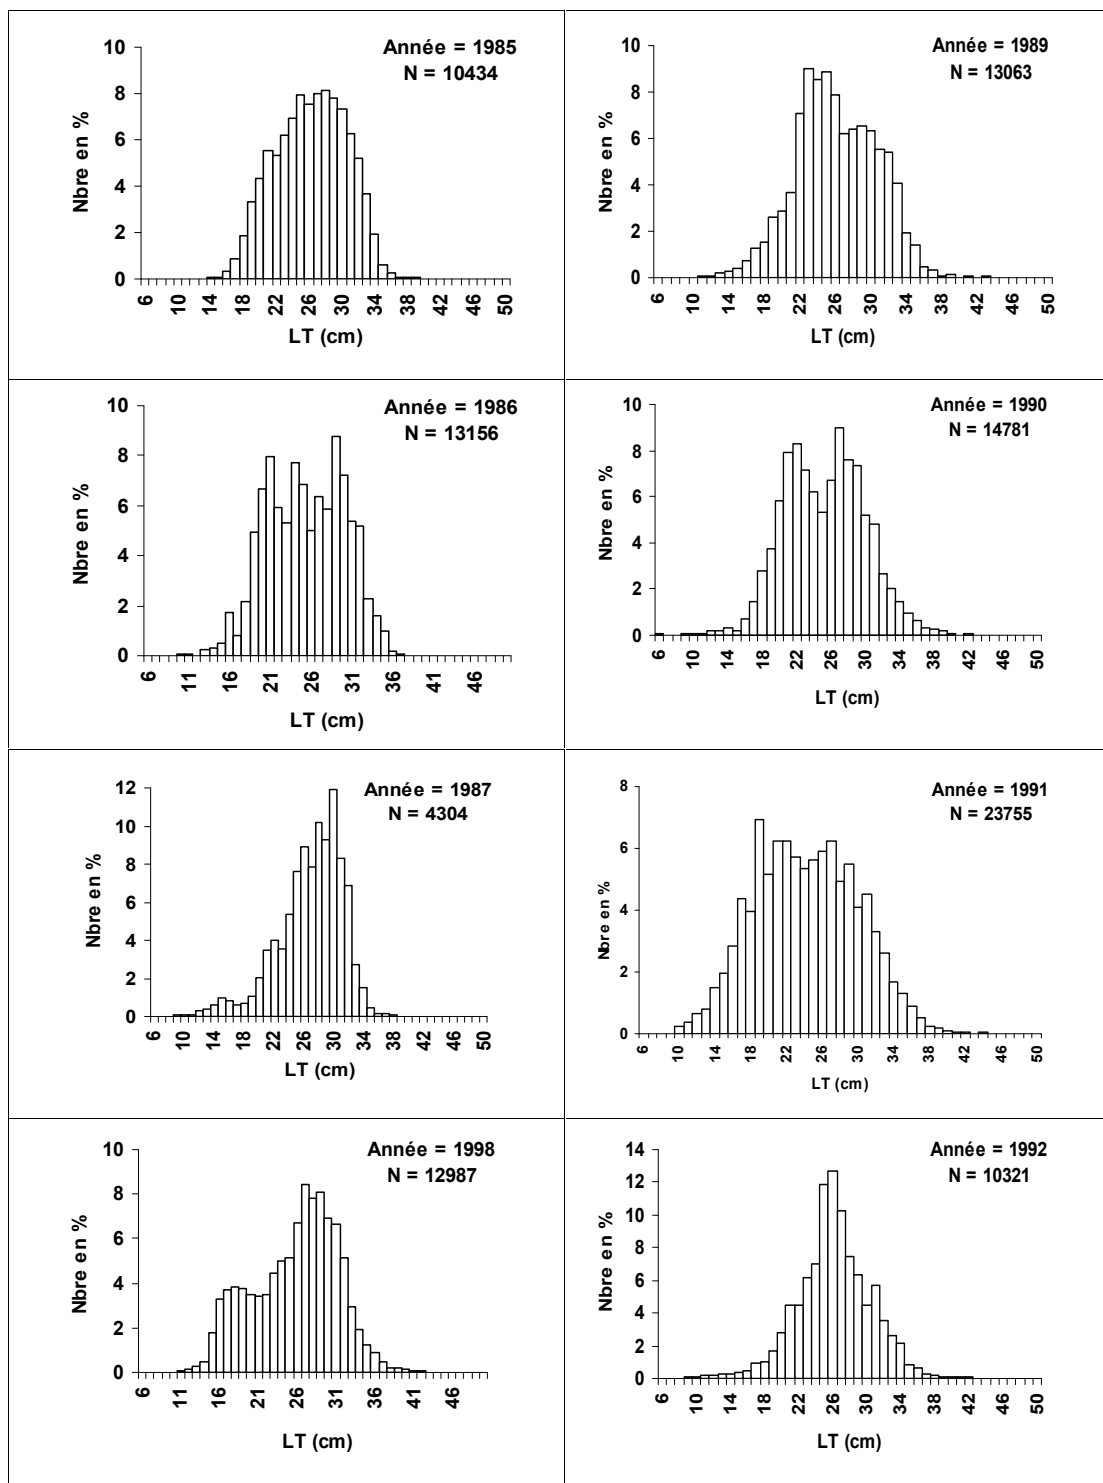 Année = 1985
N = 10434
10
8
6
4
2
0
Nbre en %
6 10 14 18 22 26 30 34 38 42 46 50
LT (cm)
Année = 1989
N = 13063
10
8
6
4
2
0
Nbre en %
6 10 14 18 22 26 30 34 38 42 46 50
LT (cm)
Année = 1986
N = 13156
10
8
6
4
2
0
Nbre en %
6 11 16 21 26 31 36 41 46
LT (cm)
Année = 1990
N = 14781
10
8
6
4
2
0
Nbre en %
6 10 14 18 22 26 30 34 38 42 46 50
LT (cm)
Année = 1987
N = 4304
12
10
8
6
4
2
0
Nbre en %
6 10 14 18 22 26 30 34 38 42 46 50
LT (cm)
Année = 1991
N = 23755
8
6
4
2
0
Nbre en %
6 10 14 18 22 26 30 34 38 42 46 50
LT (cm)
Année = 1998
N = 12987
10
8
6
4
2
0
Nbre en %
6 11 16 21 26 31 36 41 46
LT (cm)
Année = 1992
N = 10321
14
12
10
8
6
4
2
0
Nbre en %
6 10 14 18 22 26 30 34 38 42 46 50
LT (cm)